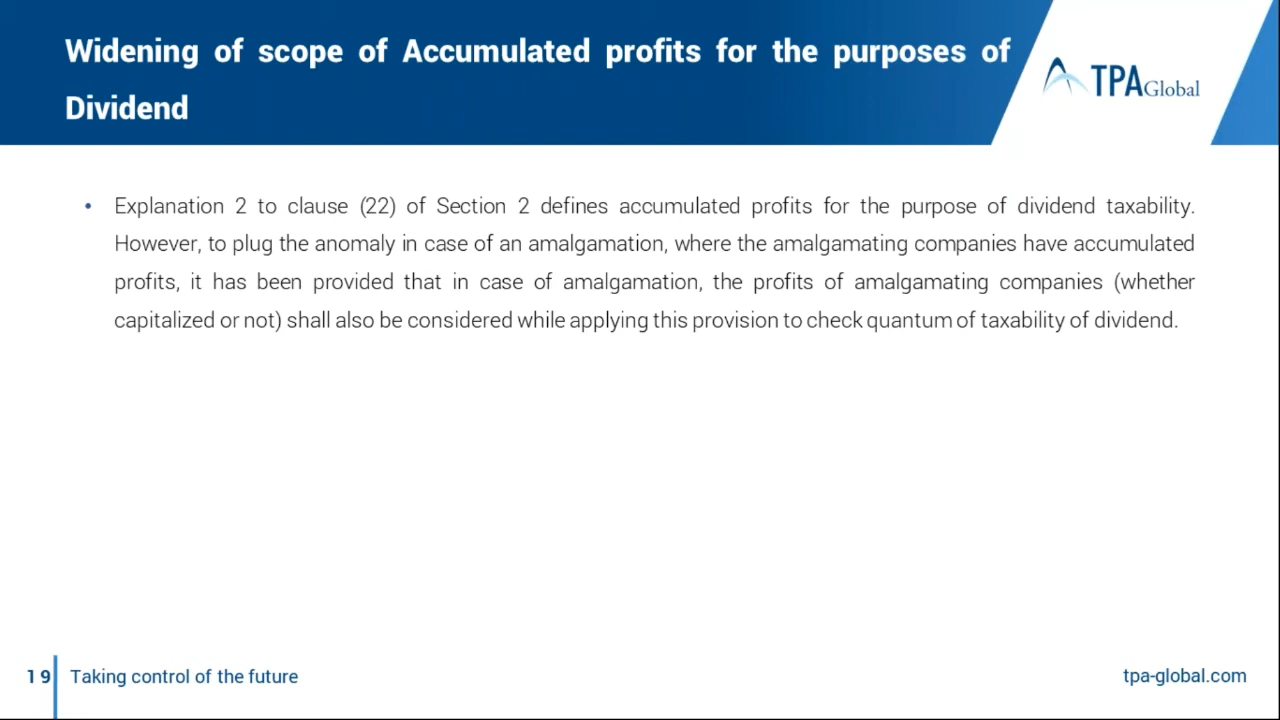 Widening of scope of Accumulated profits for the purposes of
Dividend
TPA Global
• Explanation 2 to clause (22) of Section 2 defines accumulated profits for the purpose of dividend taxability.
However, to plug the anomaly in case of an amalgamation, where the amalgamating companies have accumulated
profits, it has been provided that in case of amalgamation, the profits of amalgamating companies (whether
capitalized or not) shall also be considered while applying this provision to check quantum of taxability of dividend.
19 Taking control of the future
tpa-global.com